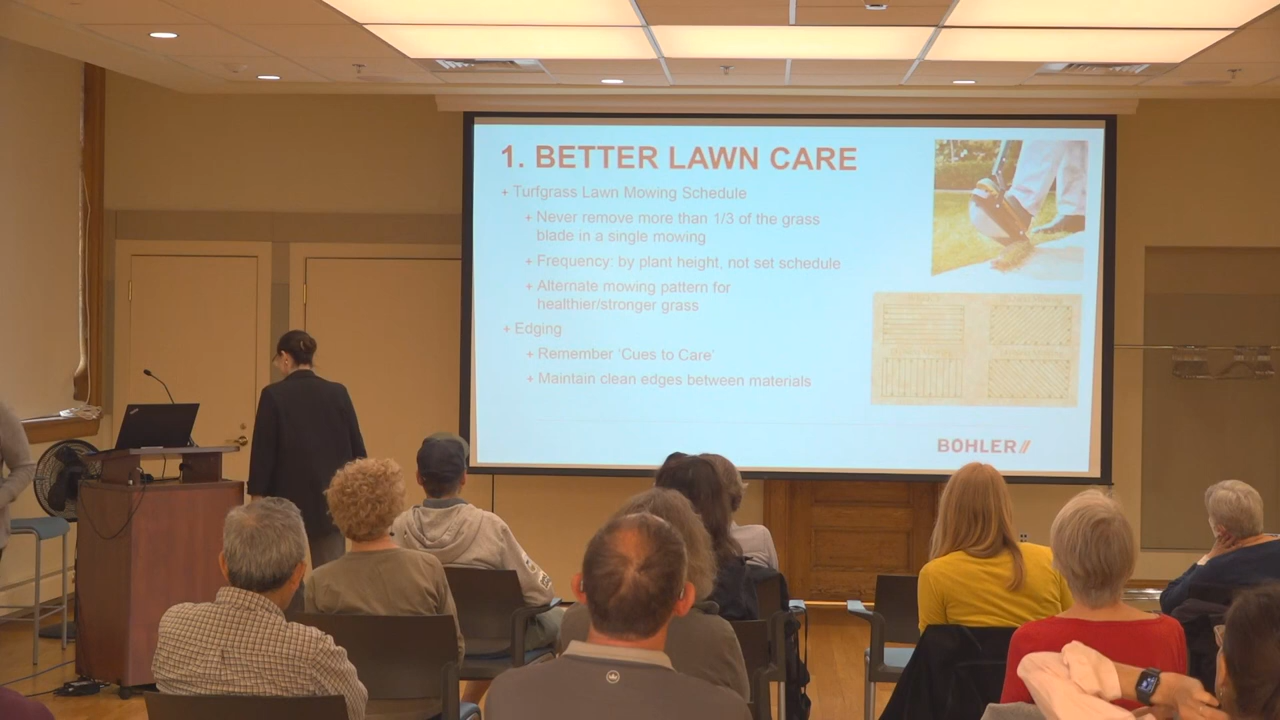 1. BETTER LAWN CARE
+ Turfgrass Lawn Mowing Schedule
+ Never remove more than 1/3 of the grass
blade in a single mowing
+ Frequency: by plant height, not set schedule
+ Alternate mowing pattern for
healthier/stronger grass
+ Edging
+ Remember 'Cues to Care'
+ Maintain clean edges between materials
BOHLER//